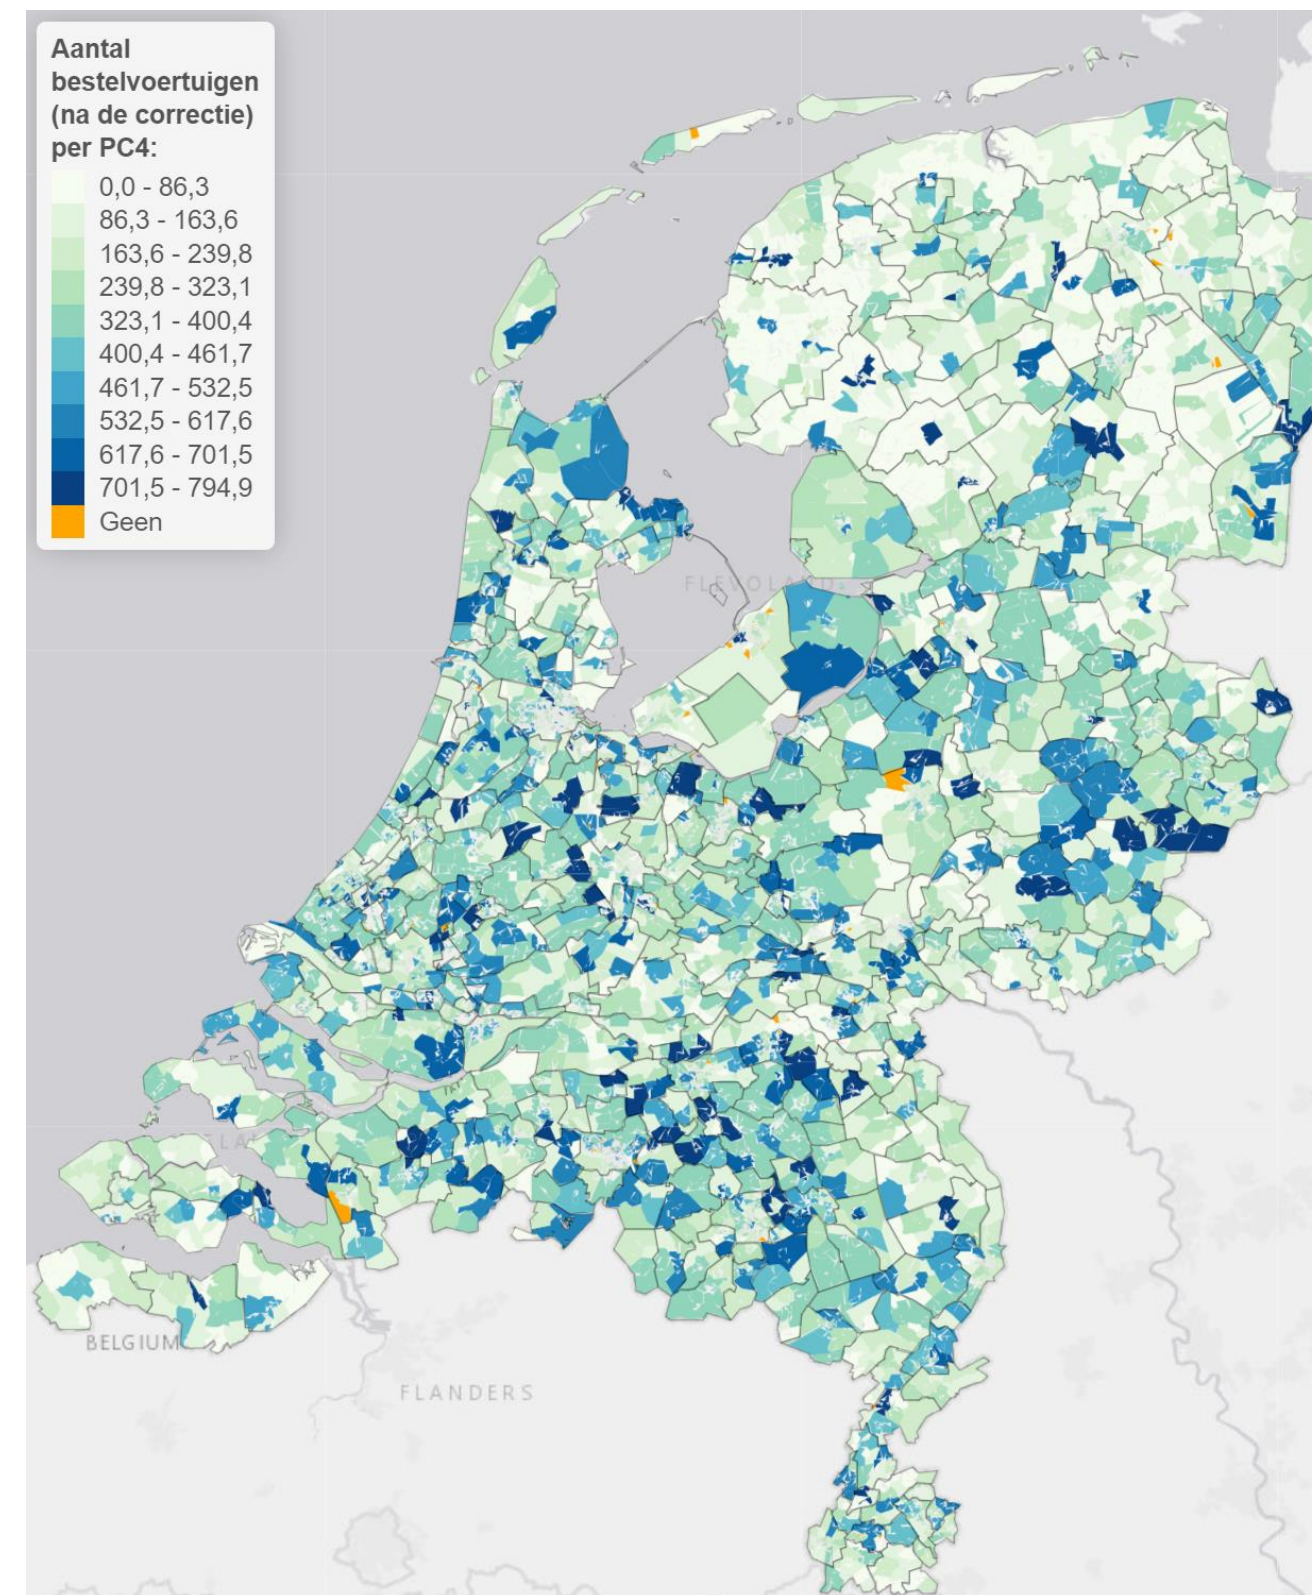 Aantal
bestelvoertuigen
(na de correctie)
per PC4:
0,0 - 86,3
86,3 - 163,6
163,6 - 239,8
239,8 - 323,1
323,1 - 400,4
400,4 - 461,7
461,7 - 532,5
532,5 - 617,6
617,6 - 701,5
701,5 - 794,9
Geen
FLEVOLAND
BELGIUM
FLANDERS